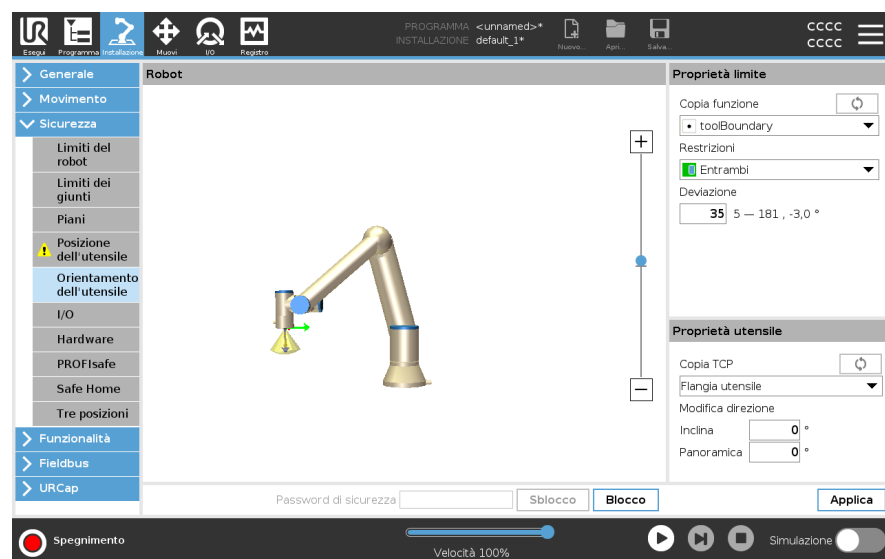 PROGRAMMA <unnamed>*
INSTALLAZIONE default_1*
Esegui
Programma
Installazione
Muovi
I/O
Registro
Nuovo...
Apri...
Salva...
cccc
cccc
Generale
Movimento
Sicurezza
Limiti del
robot
Limiti dei
giunti
Piani
Posizione
dell'utensile
Orientamento
dell'utensile
I/O
Hardware
PROFIsafe
Safe Home
Tre posizioni
Funzionalità
Fieldbus
URCap
Robot
Proprietà limite
Copia funzione
toolBoundary
Restrizioni
Entrambi
Deviazione
35 5 — 181 , -3,0 °
Proprietà utensile
Copia TCP
Flangia utensile
Modifica direzione
Inclina 0 °
Panoramica 0 °
Password di sicurezza
Sblocco
Blocco
Applica
Spegnimento
Velocità 100%
Simulazione